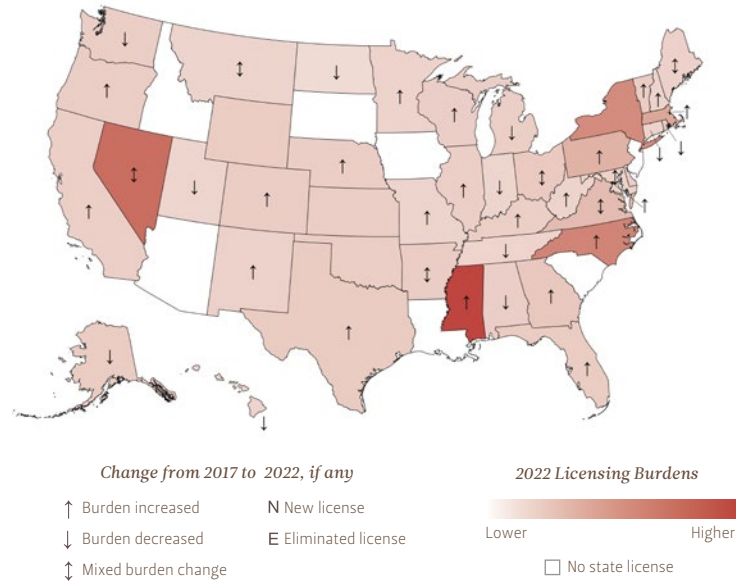 Change from 2017 to 2022, if any
↑ Burden increased
↓ Burden decreased
↕ Mixed burden change
N New license
E Eliminated license
2022 Licensing Burdens
Lower Higher
No state license